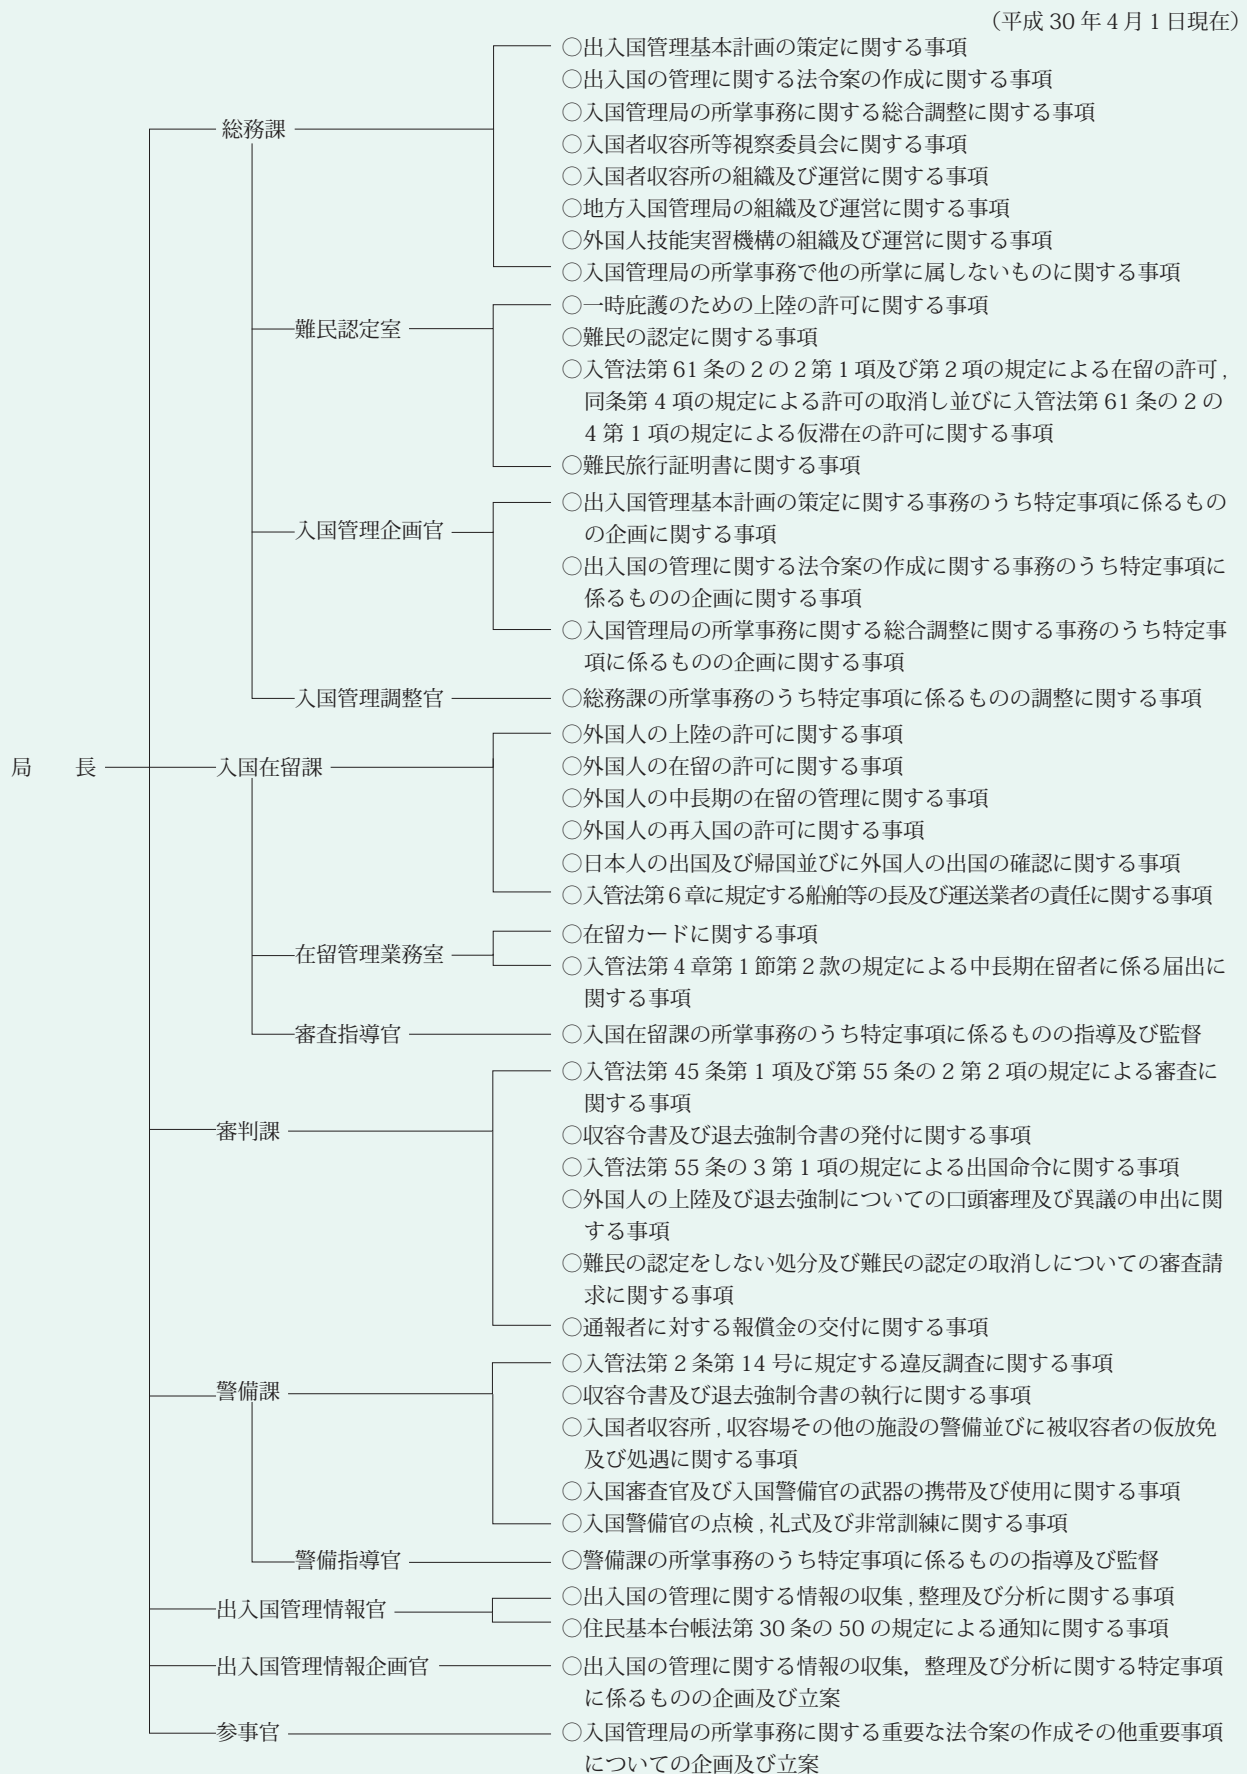 （平成 30 年 4 月 1 日現在）
○出入国管理基本計画の策定に関する事項
○出入国の管理に関する法令案の作成に関する事項
○入国管理局の所掌事務に関する総合調整に関する事項
総務課
○入国者収容所等視察委員会に関する事項
○入国者収容所の組織及び運営に関する事項
○地方入国管理局の組織及び運営に関する事項
○外国人技能実習機構の組織及び運営に関する事項
○入国管理局の所掌事務で他の所掌に属しないものに関する事項
○一時庇護のための上陸の許可に関する事項
難民認定室
○難民の認定に関する事項
○入管法第 61 条の 2 の 2 第 1 項及び第 2 項の規定による在留の許可，
同条第 4 項の規定による許可の取消し並びに入管法第 61 条の 2 の
4 第 1 項の規定による仮滞在の許可に関する事項
○難民旅行証明書に関する事項
○出入国管理基本計画の策定に関する事務のうち特定事項に係るもの
の企画に関する事項
入国管理企画官
○出入国の管理に関する法令案の作成に関する事務のうち特定事項に
係るものの企画に関する事項
○入国管理局の所掌事務に関する総合調整に関する事務のうち特定事
項に係るものの企画に関する事項
入国管理調整官
○総務課の所掌事務のうち特定事項に係るものの調整に関する事項
○外国人の上陸の許可に関する事項
局　　長
入国在留課
○外国人の在留の許可に関する事項
○外国人の中長期の在留の管理に関する事項
○外国人の再入国の許可に関する事項
○日本人の出国及び帰国並びに外国人の出国の確認に関する事項
○入管法第 6 章に規定する船舶等の長及び運送業者の責任に関する事項
○在留カードに関する事項
在留管理業務室
○入管法第 4 章第 1 節第 2 款の規定による中長期在留者に係る届出に
関する事項
審査指導官
○入国在留課の所掌事務のうち特定事項に係るものの指導及び監督
○入管法第 45 条第 1 項及び第 55 条の 2 第 2 項の規定による審査に
関する事項
審判課
○収容令書及び退去強制令書の発付に関する事項
○入管法第 55 条の 3 第 1 項の規定による出国命令に関する事項
○外国人の上陸及び退去強制についての口頭審理及び異議の申出に関
する事項
○難民の認定をしない処分及び難民の認定の取消しについての審査請
求に関する事項
○通報者に対する報償金の交付に関する事項
○入管法第 2 条第 14 号に規定する違反調査に関する事項
警備課
○収容令書及び退去強制令書の執行に関する事項
○入国者収容所，収容場その他の施設の警備並びに被収容者の仮放免
及び処遇に関する事項
○入国審査官及び入国警備官の武器の携帯及び使用に関する事項
○入国警備官の点検，礼式及び非常訓練に関する事項
警備指導官
○警備課の所掌事務のうち特定事項に係るものの指導及び監督
○出入国の管理に関する情報の収集，整理及び分析に関する事項
出入国管理情報官
○住民基本台帳法第 30 条の 50 の規定による通知に関する事項
出入国管理情報企画官
○出入国の管理に関する情報の収集，整理及び分析に関する特定事項
に係るものの企画及び立案
参事官
○入国管理局の所掌事務に関する重要な法令案の作成その他重要事項
についての企画及び立案